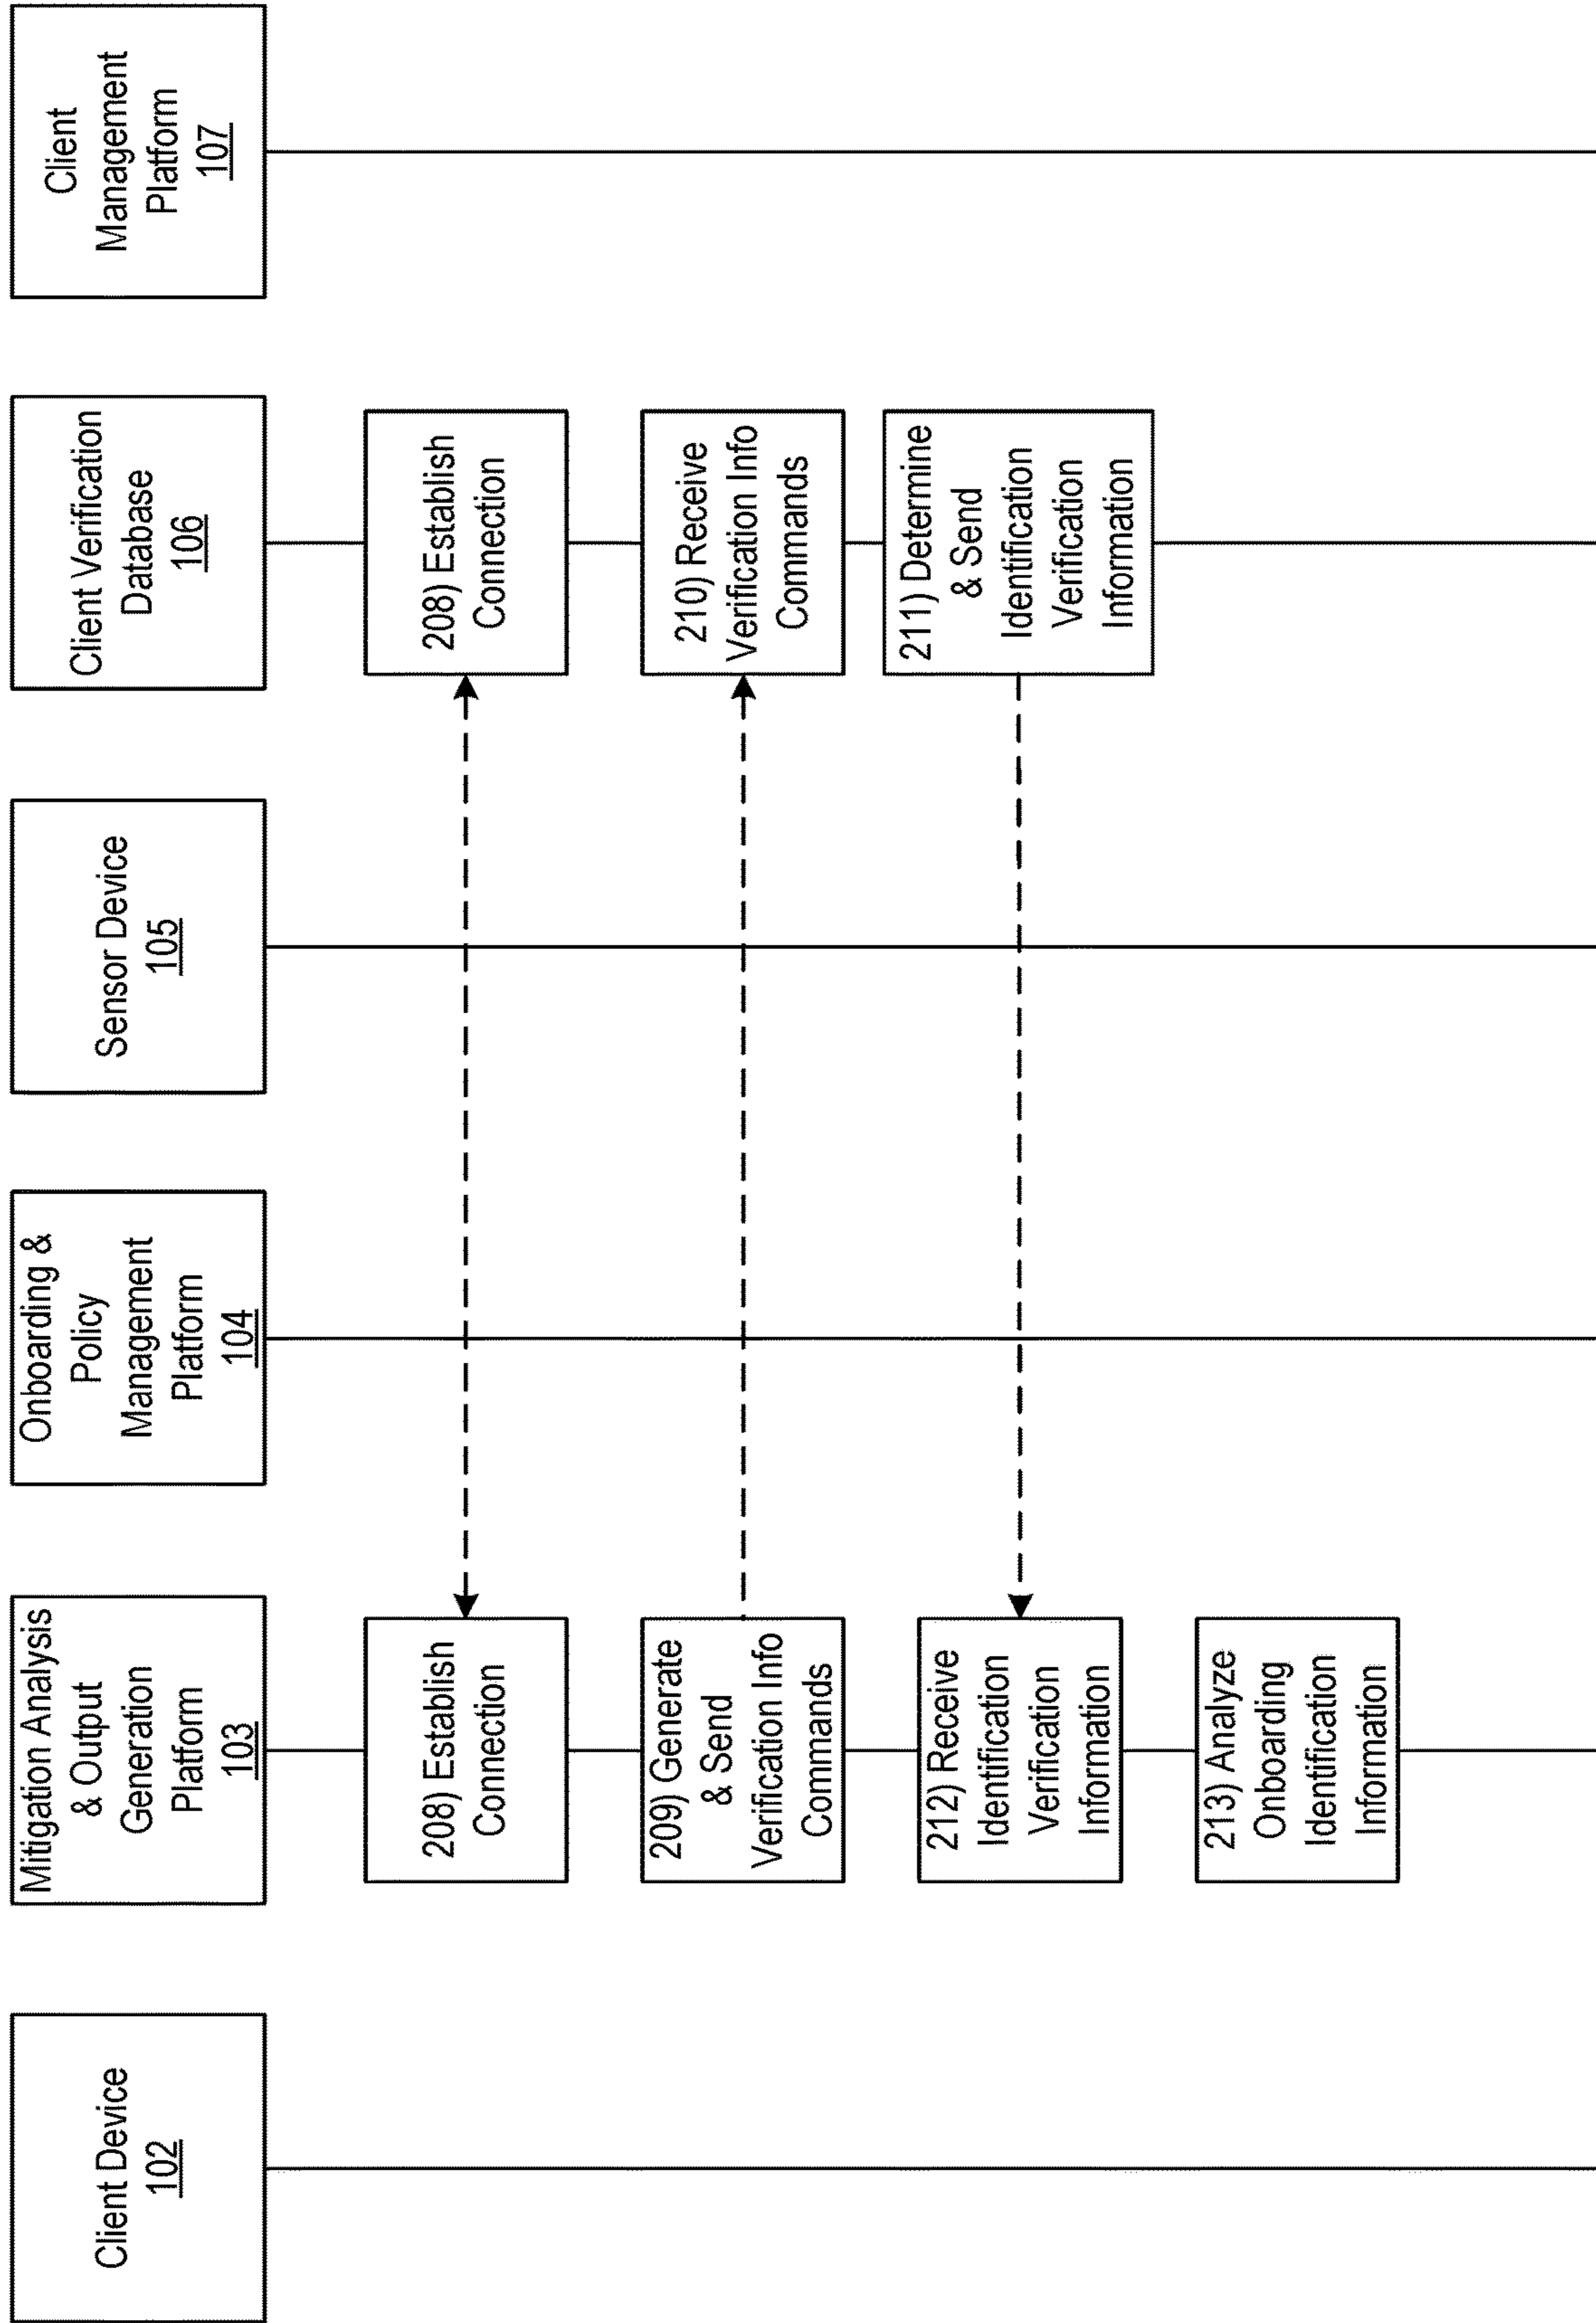 Client Device
102
Mitigation Analysis
& Output
Generation
Platform
103
Onboarding &
Policy
Management
Platform
104
Sensor Device
105
Client Verification
Database
106
Client
Management
Platform
107
208) Establish
Connection
208) Establish
Connection
209) Generate
& Send
Verification Info
Commands
210) Receive
Verification Info
Commands
211) Determine
& Send
Identification
Verification
Information
212) Receive
Identification
Verification
Information
213) Analyze
Onboarding
Identification
Information